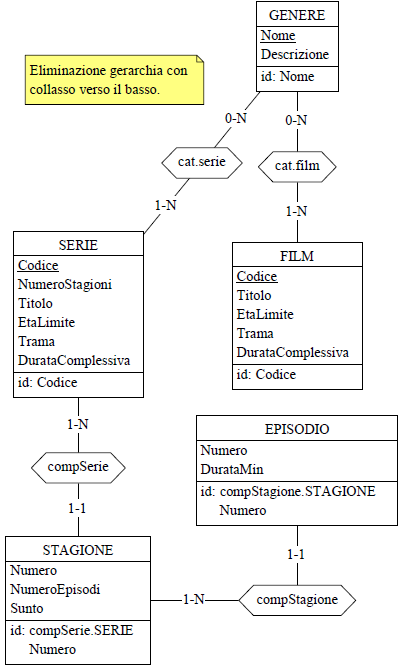 GENERE
Nome
Descrizione
id: Nome
Eliminazione gerarchia con
collasso verso il basso.
0-N
0-N
cat.serie
cat.film
1-N
1-N
SERIE
Codice
NumeroStagioni
Titolo
EtaLimite
Trama
DurataComplessiva
id: Codice
FILM
Codice
Titolo
EtaLimite
Trama
DurataComplessiva
id: Codice
1-N
compSerie
1-1
EPISODIO
Numero
DurataMin
id: compStagione.STAGIONE
Numero
1-1
STAGIONE
Numero
NumeroEpisodi
Sunto
id: compSerie.SERIE
Numero
1-N
compStagione